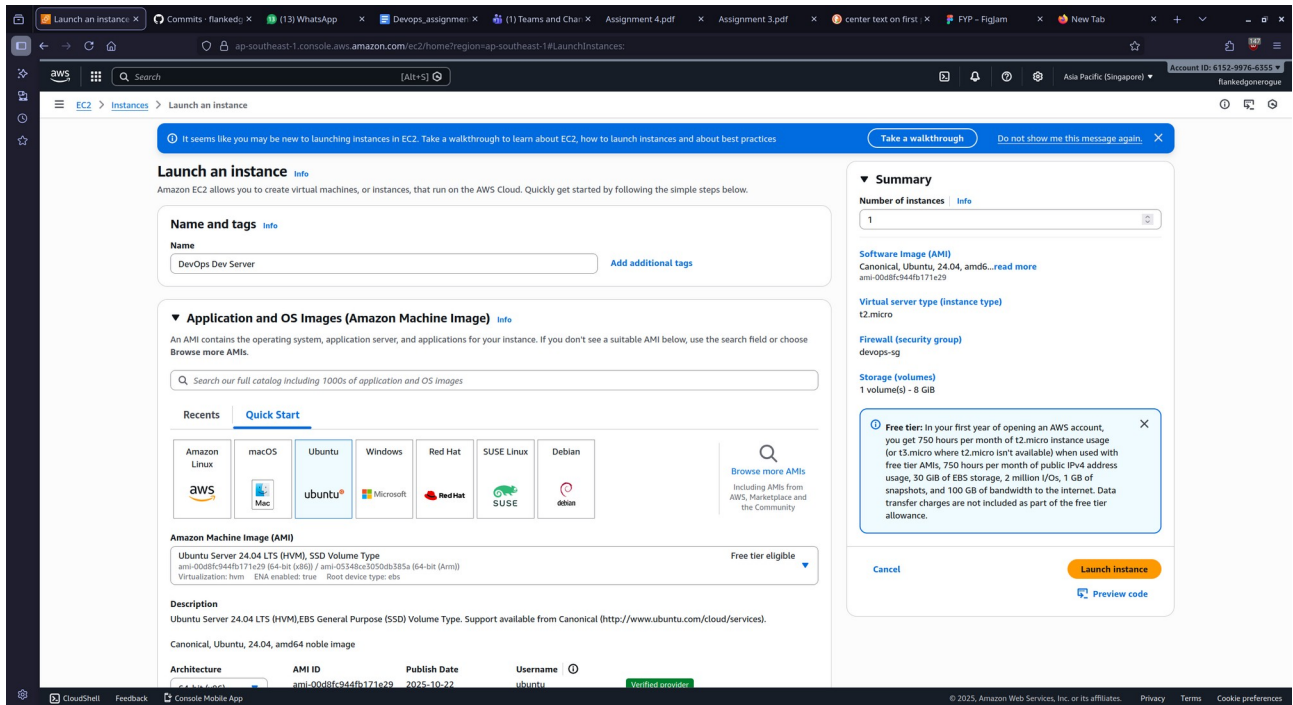 Launch an instance
Commits · flankedg
(13) WhatsApp
Devops_assignmen
(1) Teams and Chan
Assignment 4.pdf
Assignment 3.pdf
center text on first
FYP – FigJam
New Tab
ap-southeast-1.console.aws.amazon.com/ec2/home?region=ap-southeast-1#LaunchInstances:
147
aws
Search
[Alt+S]
Asia Pacific (Singapore)
Account ID: 6152-9976-6355
flankedgonerogue
EC2 > Instances > Launch an instance
It seems like you may be new to launching instances in EC2. Take a walkthrough to learn about EC2, how to launch instances and about best practices
Take a walkthrough
Do not show me this message again.
Launch an instance Info
Amazon EC2 allows you to create virtual machines, or instances, that run on the AWS Cloud. Quickly get started by following the simple steps below.
Name and tags Info
Name
DevOps Dev Server
Add additional tags
Application and OS Images (Amazon Machine Image) Info
An AMI contains the operating system, application server, and applications for your instance. If you don't see a suitable AMI below, use the search field or choose
Browse more AMIs.
Search our full catalog including 1000s of application and OS images
Recents
Quick Start
Amazon Linux
aws
macOS
Mac
Ubuntu
ubuntu
Windows
Microsoft
Red Hat
Red Hat
SUSE Linux
SUSE
Debian
debian
Browse more AMIs
Including AMIs from
AWS, Marketplace and
the Community
Amazon Machine Image (AMI)
Ubuntu Server 24.04 LTS (HVM), SSD Volume Type
Free tier eligible
ami-00d8fc944fb171e29 (64-bit (x86)) / ami-05348ce3050db385a (64-bit (Arm))
Virtualization: hvm ENA enabled: true Root device type: ebs
Description
Ubuntu Server 24.04 LTS (HVM),EBS General Purpose (SSD) Volume Type. Support available from Canonical (http://www.ubuntu.com/cloud/services).
Canonical, Ubuntu, 24.04, amd64 noble image
Architecture
AMI ID
Publish Date
Username
64-bit (x86)
ami-00d8fc944fb171e29
2025-10-22
ubuntu
Verified provider
Summary
Number of instances Info
1
Software Image (AMI)
Canonical, Ubuntu, 24.04, amd6...read more
ami-00d8fc944fb171e29
Virtual server type (instance type)
t2.micro
Firewall (security group)
devops-sg
Storage (volumes)
1 volume(s) - 8 GiB
Free tier: In your first year of opening an AWS account,
you get 750 hours per month of t2.micro instance usage
(or t3.micro where t2.micro isn't available) when used with
free tier AMIs, 750 hours per month of public IPv4 address
usage, 30 GiB of EBS storage, 2 million I/Os, 1 GB of
snapshots, and 100 GB of bandwidth to the internet. Data
transfer charges are not included as part of the free tier
allowance.
Cancel
Launch instance
Preview code
CloudShell
Feedback
Console Mobile App
© 2025, Amazon Web Services, Inc. or its affiliates.
Privacy
Terms
Cookie preferences